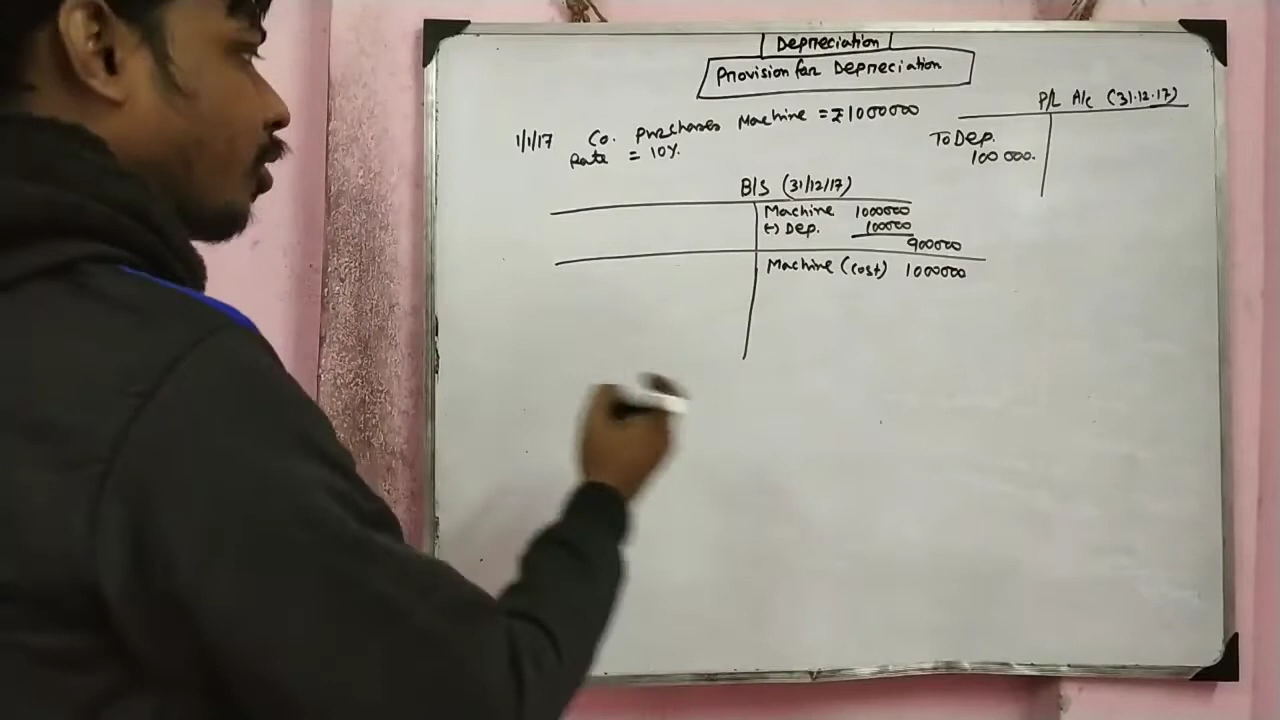 Depreciation
Provision for Depreciation
P/L A/c (31.12.17)
1/1/17 Co. Purchases Machine = ₹1000000
Rate = 10%.
To Dep.
100 000.
B/S (31/12/17)
Machine 1000000
(-) Dep. 100000
900000
Machine (cost) 1000000